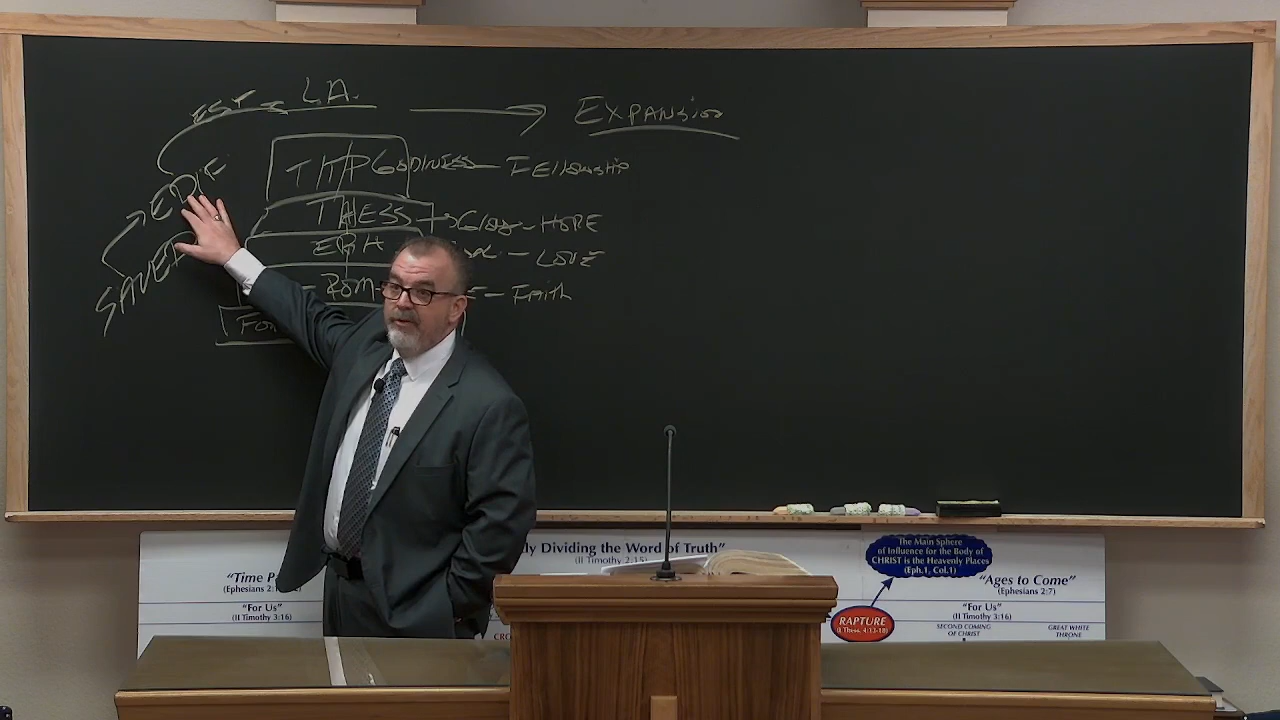 EST L.A. Expansion
THP Godliness - Fellowship
EDIF
THESS → Glory - HOPE
EPH - LOVE
SAVED
ROM - FAITH
Dividing the Word of Truth"
(II Timothy 2:15)
"Time
(Ephesians 2:
"For Us"
(II Timothy 3:16)
The Main Sphere
of Influence for the Body of
CHRIST is the Heavenly Places
(Eph.1, Col.1)
"Ages to Come"
(Ephesians 2:7)
"For Us"
(II Timothy 3:16)
RAPTURE
(I Thess. 4:13-18)
SECOND COMING
OF CHRIST
GREAT WHITE
THRONE